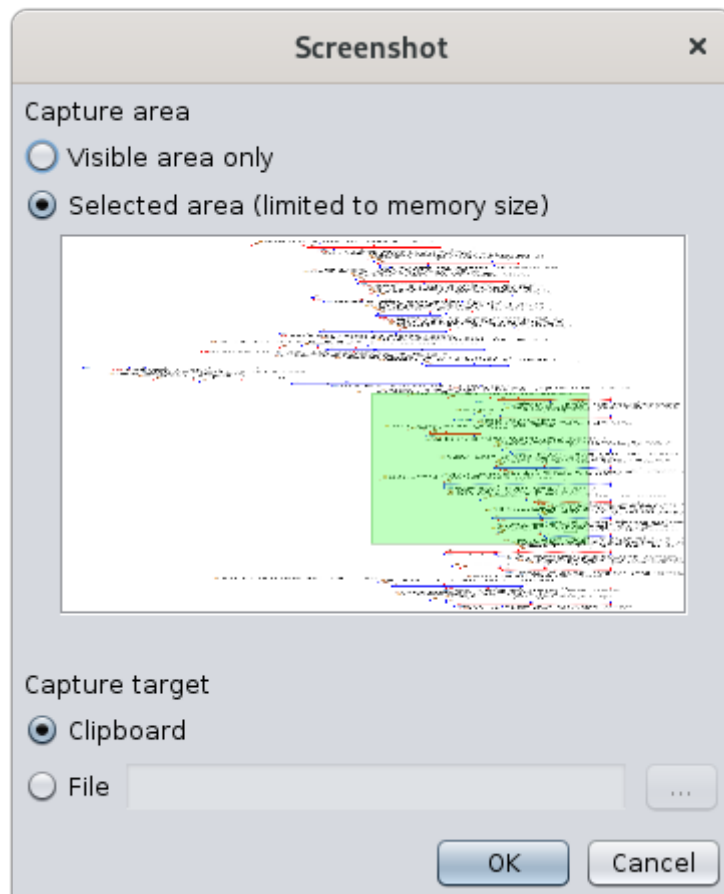 Screenshot
Capture area
Visible area only
Selected area (limited to memory size)
Capture target
Clipboard
File
...
OK
Cancel